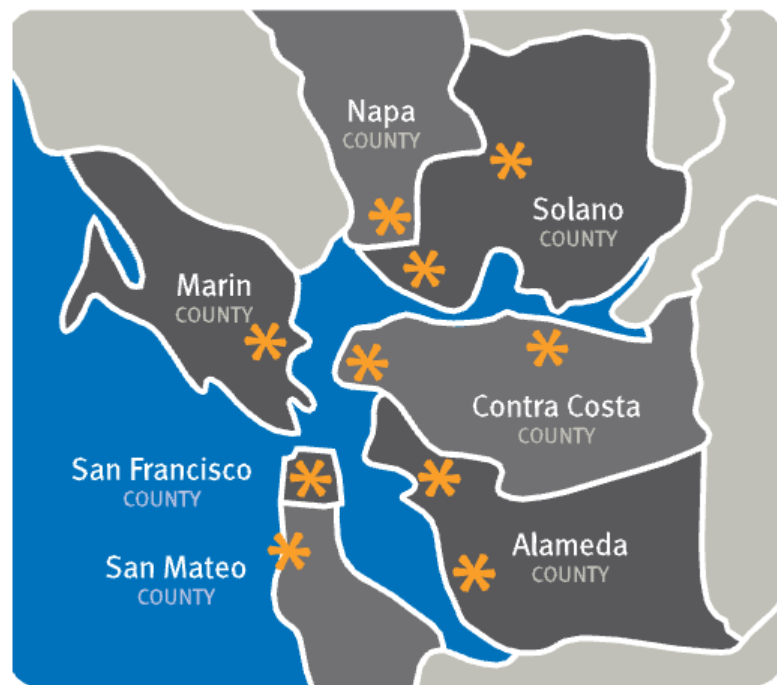 Napa
COUNTY
Solano
COUNTY
Marin
COUNTY
Contra Costa
COUNTY
San Francisco
COUNTY
Alameda
COUNTY
San Mateo
COUNTY